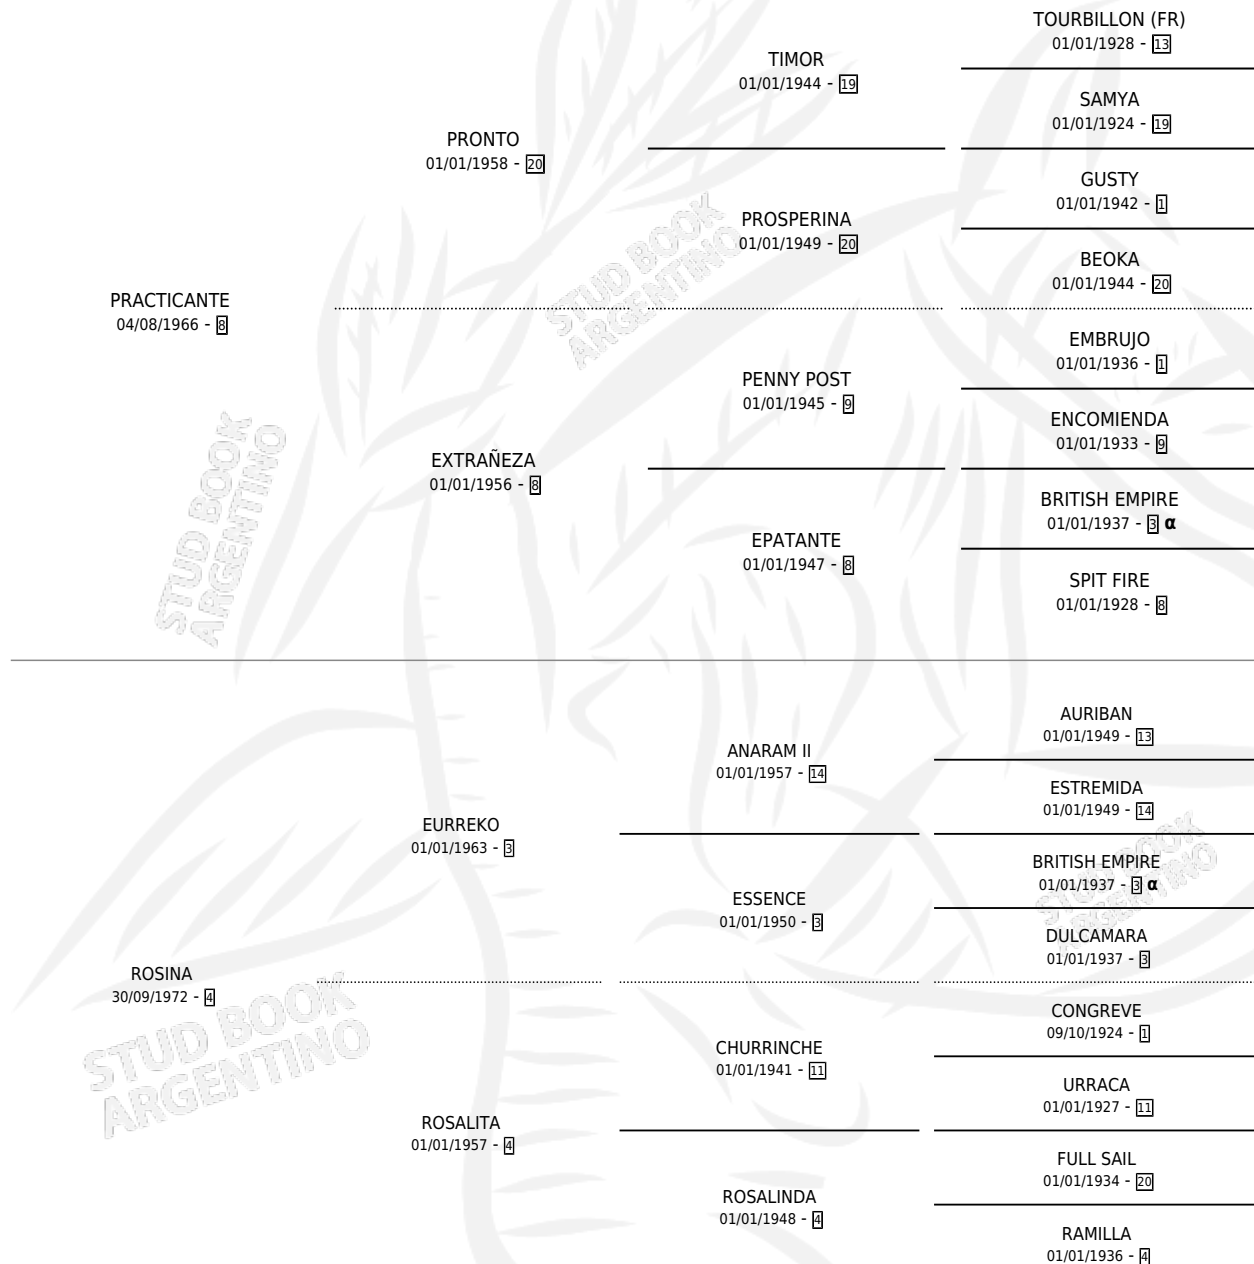 TOURBILLON (FR)
01/01/1928 - 13
TIMOR
01/01/1944 - 19
SAMYA
01/01/1924 - 19
PRONTO
01/01/1958 - 20
GUSTY
01/01/1942 - 1
PROSPERINA
01/01/1949 - 20
BEOKA
01/01/1944 - 20
PRACTICANTE
04/08/1966 - 8
EMBRUJO
01/01/1936 - 1
PENNY POST
01/01/1945 - 9
ENCOMIENDA
01/01/1933 - 9
EXTRAÑEZA
01/01/1956 - 8
BRITISH EMPIRE
01/01/1937 - 3 α
EPATANTE
01/01/1947 - 8
SPIT FIRE
01/01/1928 - 8
STUD BOOK
ARGENTINO
STUD BOOK
ARGENTINO
AURIBAN
01/01/1949 - 13
ANARAM II
01/01/1957 - 14
ESTREMIDA
01/01/1949 - 14
EURREKO
01/01/1963 - 3
BRITISH EMPIRE
01/01/1937 - 3 α
ESSENCE
01/01/1950 - 3
DULCAMARA
01/01/1937 - 3
ROSINA
30/09/1972 - 4
CONGREVE
09/10/1924 - 1
CHURRINCHE
01/01/1941 - 11
URRACA
01/01/1927 - 11
ROSALITA
01/01/1957 - 4
FULL SAIL
01/01/1934 - 20
ROSALINDA
01/01/1948 - 4
RAMILLA
01/01/1936 - 4
STUD BOOK
ARGENTINO
STUD BOOK
ARGENTINO